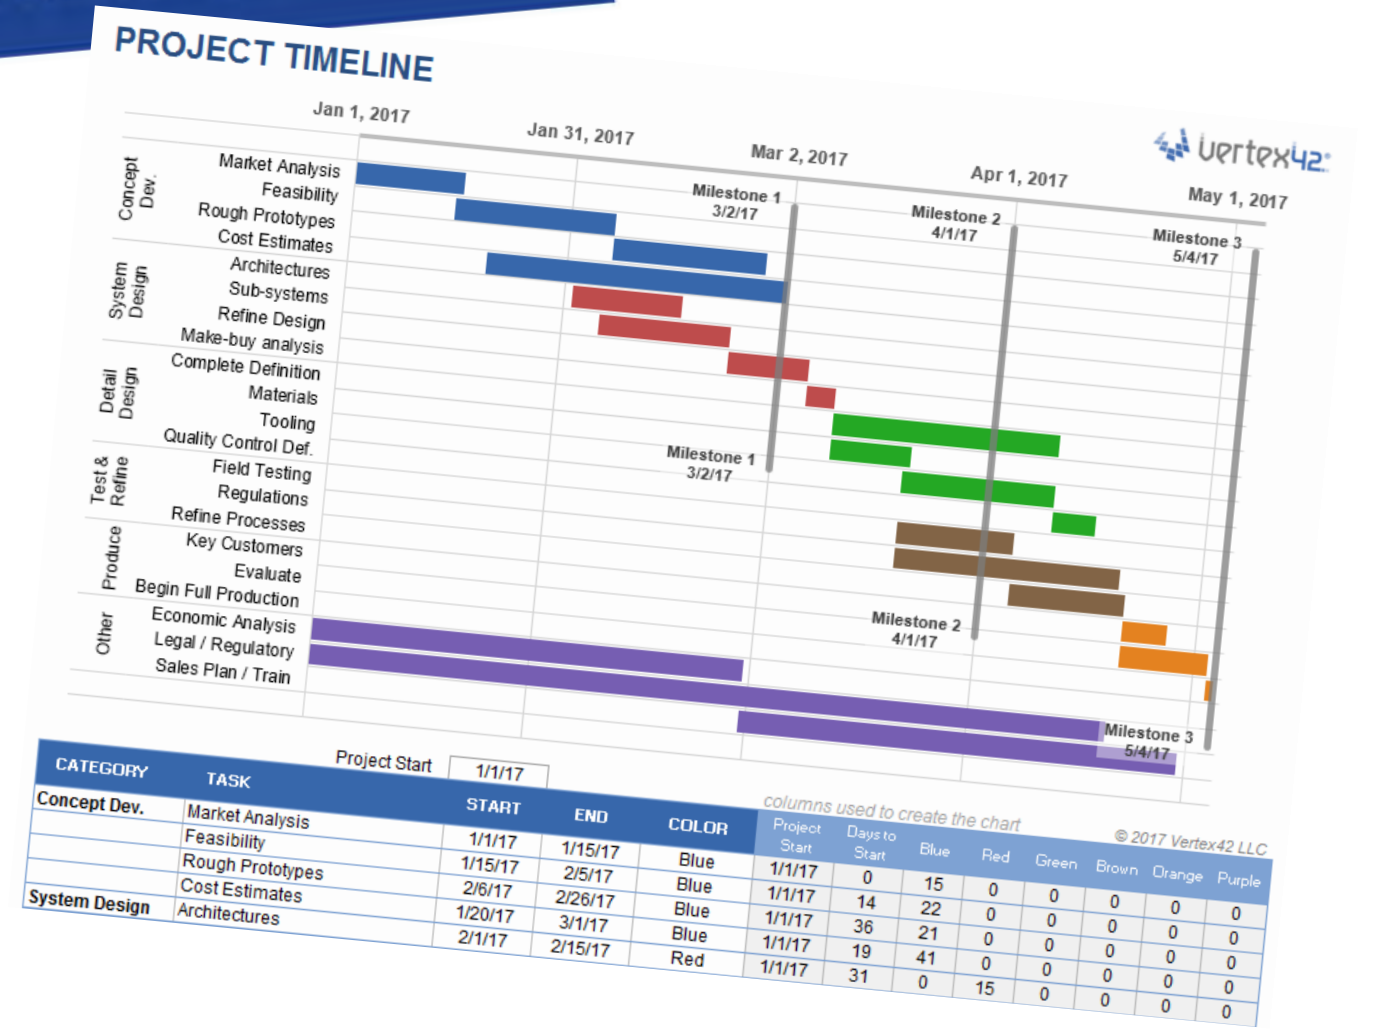 PROJECT TIMELINE
Jan 1, 2017
Jan 31, 2017
Mar 2, 2017
Apr 1, 2017
May 1, 2017
vertex42
Milestone 1
3/2/17
Milestone 2
4/1/17
Milestone 3
5/4/17
Concept
Dev.
Market Analysis
Feasibility
Rough Prototypes
Cost Estimates
System
Design
Architectures
Sub-systems
Refine Design
Make-buy analysis
Detail
Design
Complete Definition
Materials
Tooling
Quality Control Def.
Milestone 1
3/2/17
Test &
Refine
Field Testing
Regulations
Refine Processes
Produce
Key Customers
Evaluate
Begin Full Production
Milestone 2
4/1/17
Other
Economic Analysis
Legal / Regulatory
Sales Plan / Train
Milestone 3
5/4/17
Project Start 1/1/17
columns used to create the chart
© 2017 Vertex42 LLC
CATEGORY TASK START END COLOR Project Start Days to Start Blue Red Green Brown Orange Purple
Concept Dev. Market Analysis 1/1/17 1/15/17 Blue 1/1/17 0 15 0 0 0 0 0
Feasibility 1/15/17 2/5/17 Blue 1/1/17 14 22 0 0 0 0 0
Rough Prototypes 2/6/17 2/26/17 Blue 1/1/17 36 21 0 0 0 0 0
Cost Estimates 1/20/17 3/1/17 Blue 1/1/17 19 41 0 0 0 0 0
System Design Architectures 2/1/17 2/15/17 Red 1/1/17 31 0 15 0 0 0 0